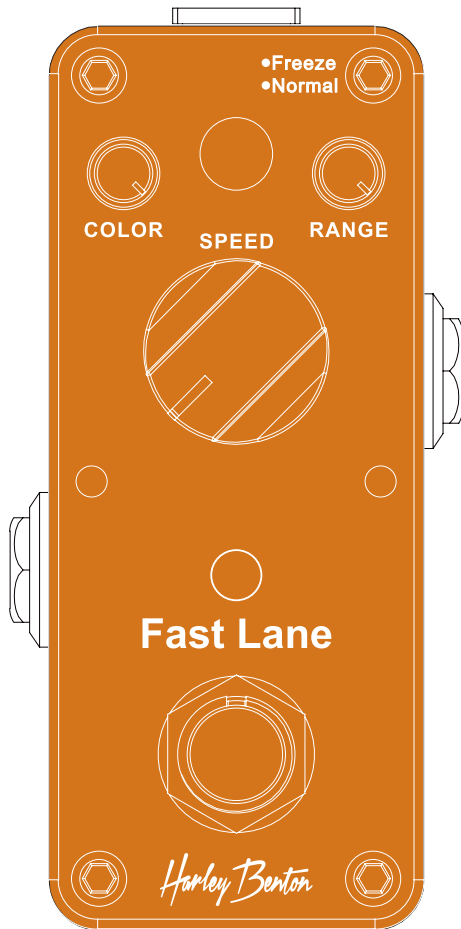 •Freeze
•Normal
COLOR
SPEED
RANGE
Fast Lane
Harley Benton